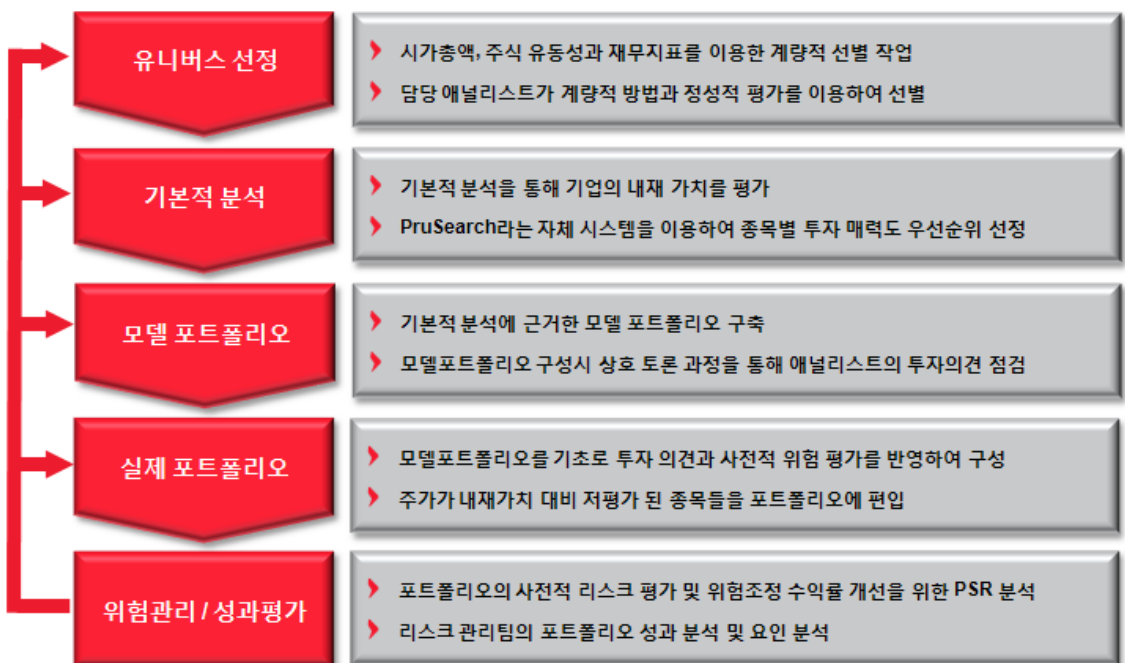 유니버스 선정
시가총액, 주식 유동성과 재무지표를 이용한 계량적 선별 작업
담당 애널리스트가 계량적 방법과 정성적 평가를 이용하여 선별
기본적 분석
기본적 분석을 통해 기업의 내재 가치를 평가
PruSearch라는 자체 시스템을 이용하여 종목별 투자 매력도 우선순위 선정
모델 포트폴리오
기본적 분석에 근거한 모델 포트폴리오 구축
모델포트폴리오 구성시 상호 토론 과정을 통해 애널리스트의 투자의견 점검
실제 포트폴리오
모델포트폴리오를 기초로 투자 의견과 사전적 위험 평가를 반영하여 구성
주가가 내재가치 대비 저평가 된 종목들을 포트폴리오에 편입
위험관리 / 성과평가
포트폴리오의 사전적 리스크 평가 및 위험조정 수익률 개선을 위한 PSR 분석
리스크 관리팀의 포트폴리오 성과 분석 및 요인 분석